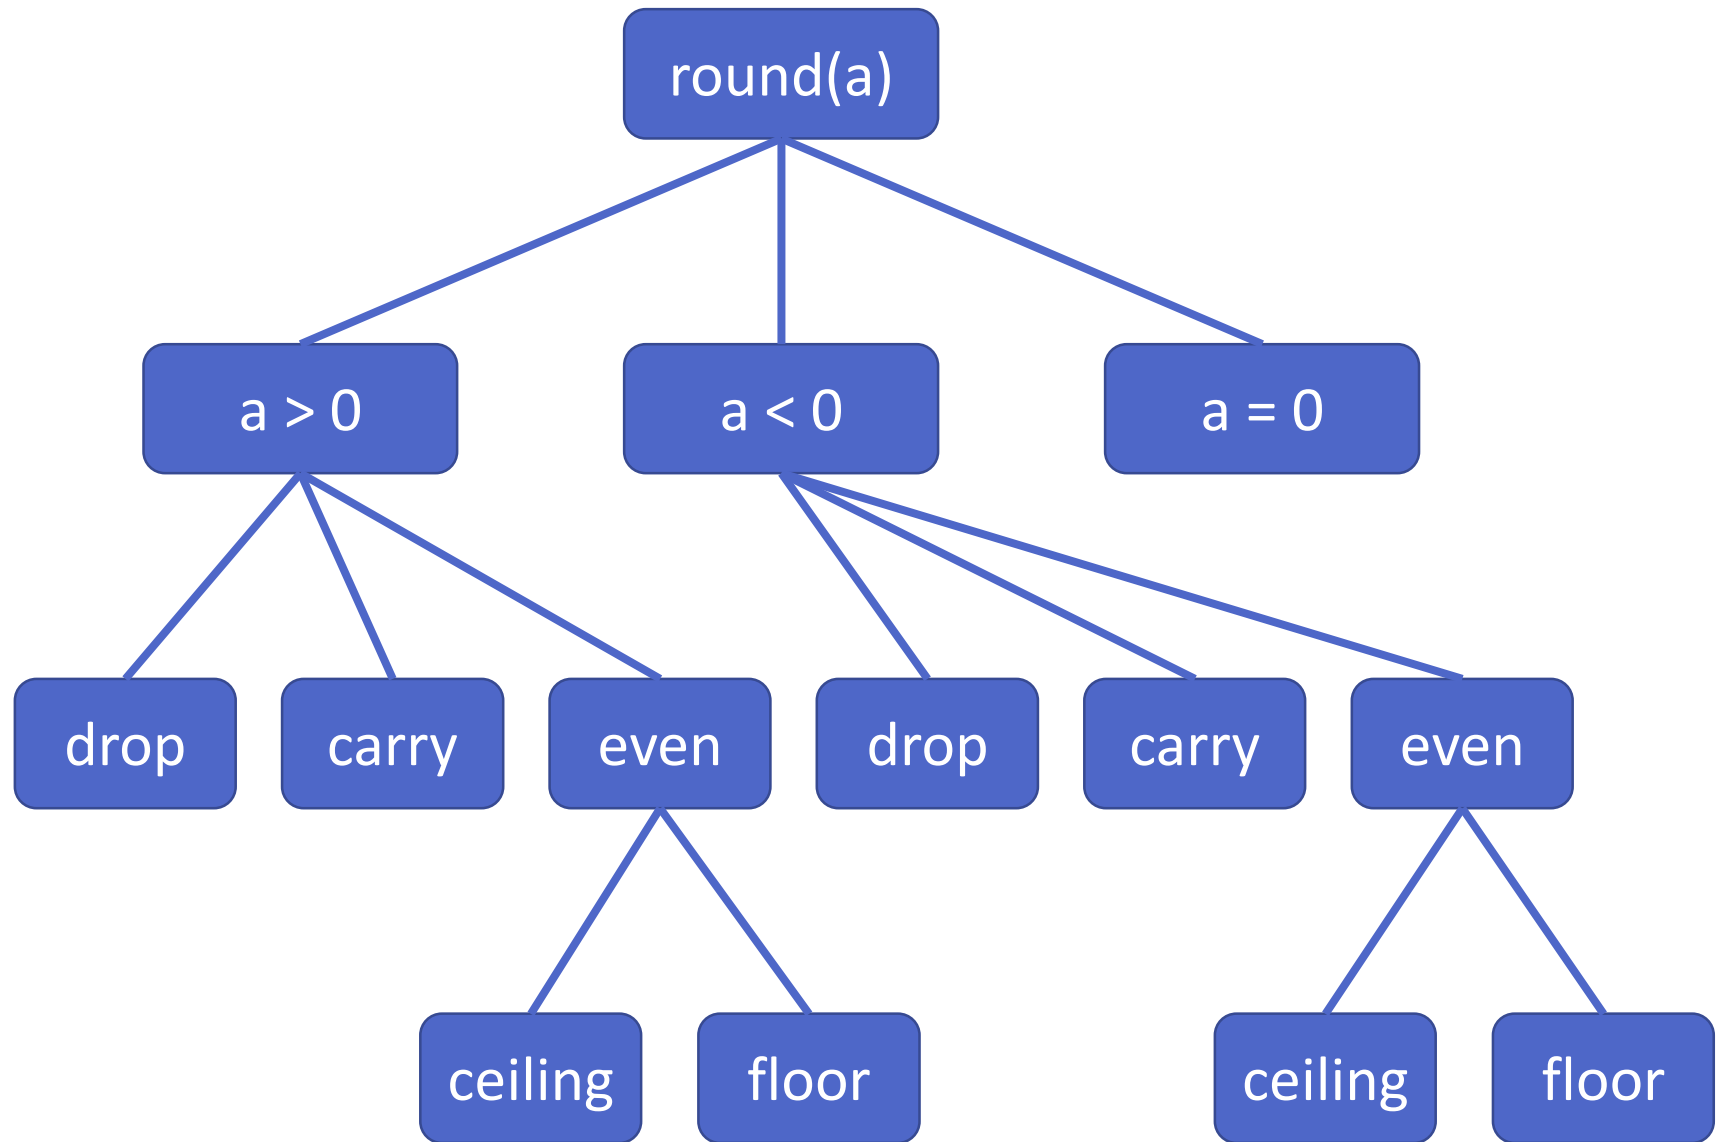 round(a)
a > 0
a < 0
a = 0
drop
carry
even
drop
carry
even
ceiling
floor
ceiling
floor